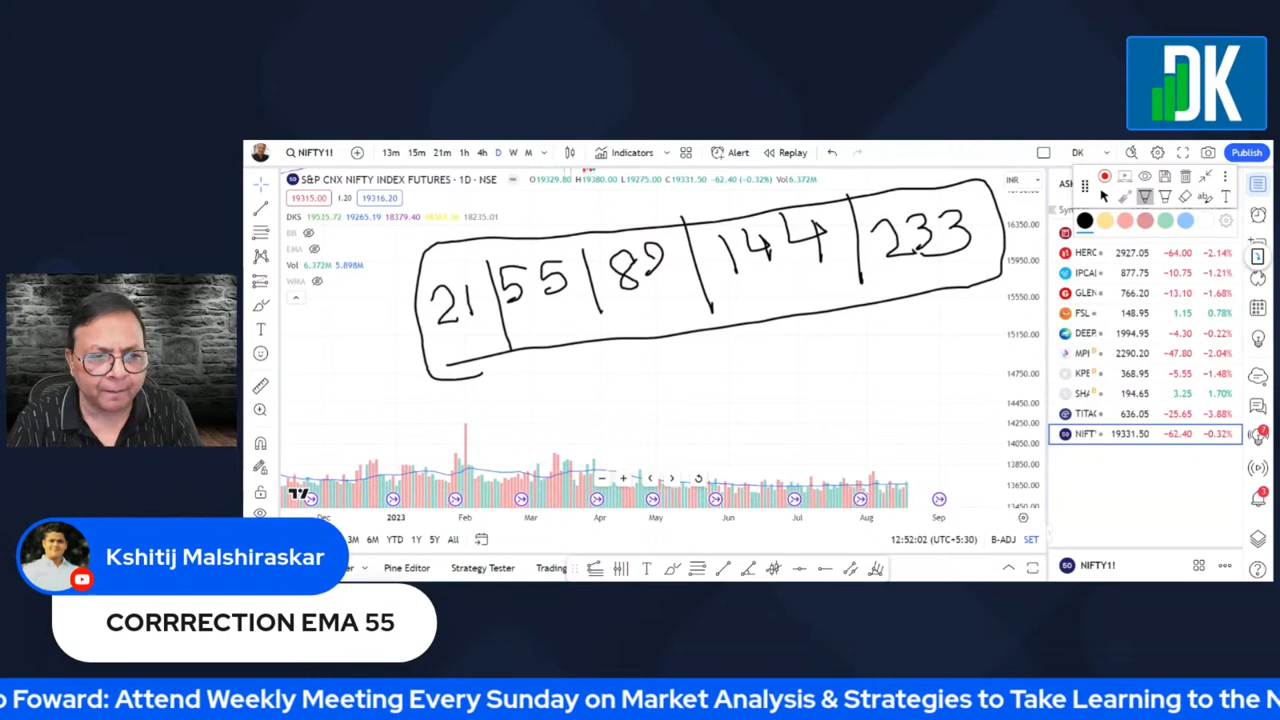 DK
NIFTY1! 13m 15m 21m 1h 4h D W M Indicators Alert Replay DK Publish
S&P CNX NIFTY INDEX FUTURES · 1D · NSE O19329.80 H19380.00 L19275.00 C19331.50 −62.40 (−0.32%) Vol6.372M INR
19315.00 1.20 19316.20
DKS 19535.72 19265.19 18379.40 18235.01
BB
EMA
Vol 6.372M 5.898M
WMA
21 55 89 144 233
16350.00
15950.00
15550.00
15150.00
14750.00
14450.00
14250.00
14050.00
13850.00
13650.00
13450.00
HERC 2927.05 −64.00 −2.14%
IPCAI 877.75 −10.75 −1.21%
GLEN 766.20 −13.10 −1.68%
FSL 148.95 1.15 0.78%
DEEP 1994.95 −4.30 −0.22%
MPI 2290.20 −47.80 −2.04%
KPE 368.95 −5.55 −1.48%
SHA 194.65 3.25 1.70%
TITA 636.05 −25.65 −3.88%
NIFT 19331.50 −62.40 −0.32%
Dec 2023 Feb Mar Apr May Jun Jul Aug Sep
3M 6M YTD 1Y 5Y All 12:52:02 (UTC+5:30) B-ADJ SET
Pine Editor Strategy Tester Trading NIFTY1!
Kshitij Malshiraskar
CORRRECTION EMA 55
o Foward: Attend Weekly Meeting Every Sunday on Market Analysis & Strategies to Take Learning to the N